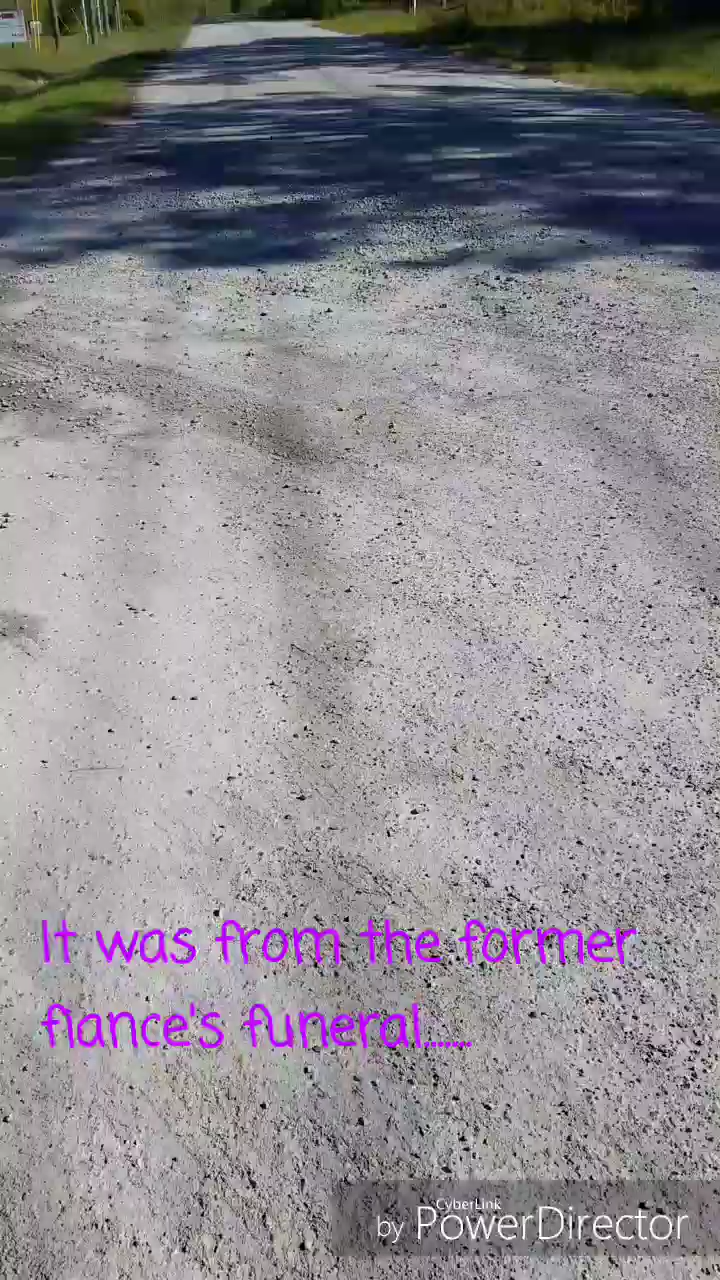 It was from the former
fiance's funeral.......
CyberLink
by PowerDirector